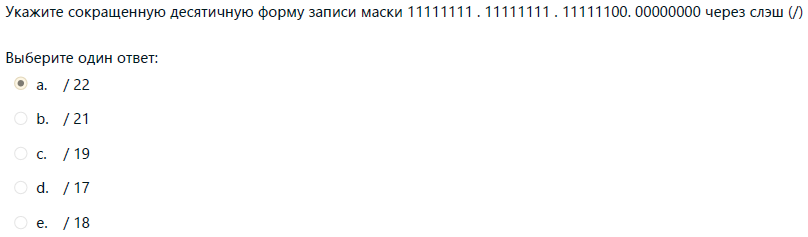 Укажите сокращенную десятичную форму записи маски 11111111 . 11111111 . 11111100. 00000000 через слэш (/)
Выберите один ответ:
a. / 22
b. / 21
c. / 19
d. / 17
e. / 18